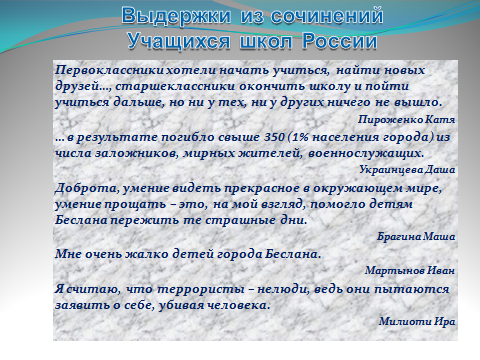 Выдержки из сочинений
Учащихся школ России
Первоклассники хотели начать учиться, найти новых
друзей..., старшеклассники окончить школу и пойти
учиться дальше, но ни у тех, ни у других ничего не вышло.
Пироженко Катя
... в результате погибло свыше 350 (1% населения города) из
числа заложников, мирных жителей, военнослужащих.
Украинцева Даша
Доброта, умение видеть прекрасное в окружающем мире,
умение прощать – это, на мой взгляд, помогло детям
Беслана пережить те страшные дни.
Брагина Маша
Мне очень жалко детей города Беслана.
Мартынов Иван
Я считаю, что террористы – нелюди, ведь они пытаются
заявить о себе, убивая человека.
Милиоти Ира